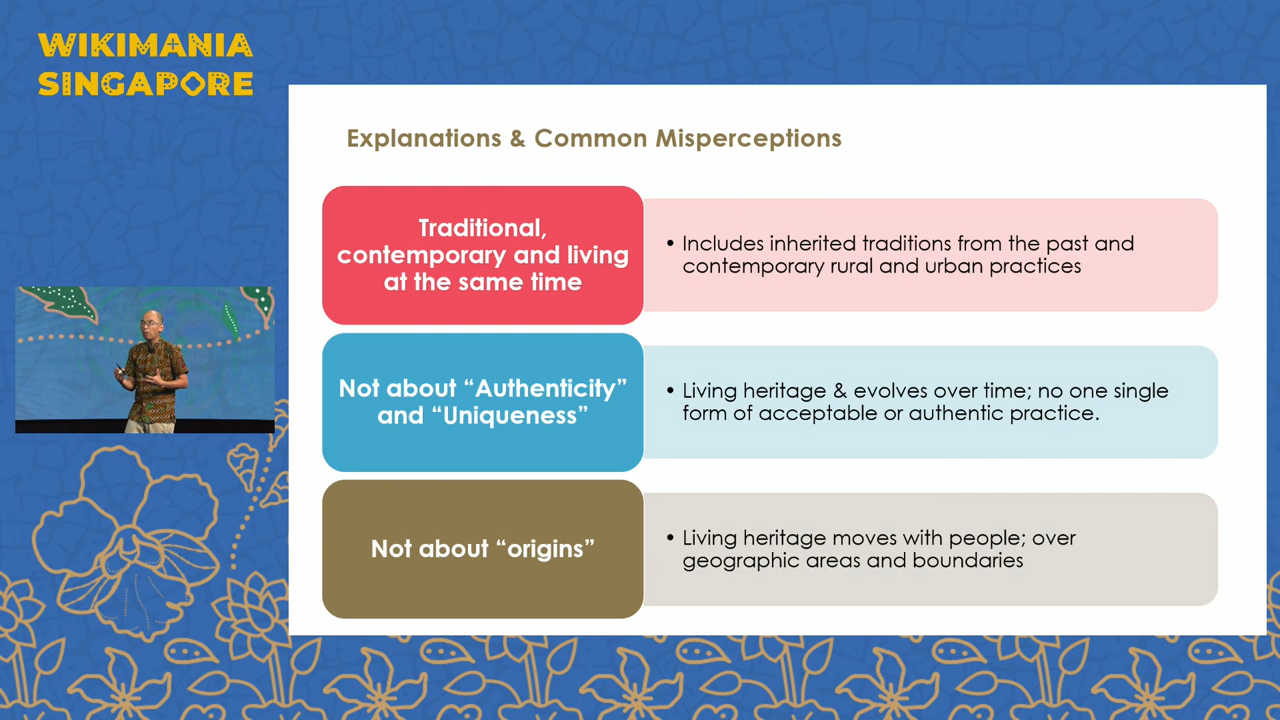 WIKIMANIA
SINGAPORE
Explanations & Common Misperceptions
Traditional,
contemporary and living
at the same time
• Includes inherited traditions from the past and
contemporary rural and urban practices
Not about “Authenticity”
and “Uniqueness”
• Living heritage & evolves over time; no one single
form of acceptable or authentic practice.
Not about “origins”
• Living heritage moves with people; over
geographic areas and boundaries